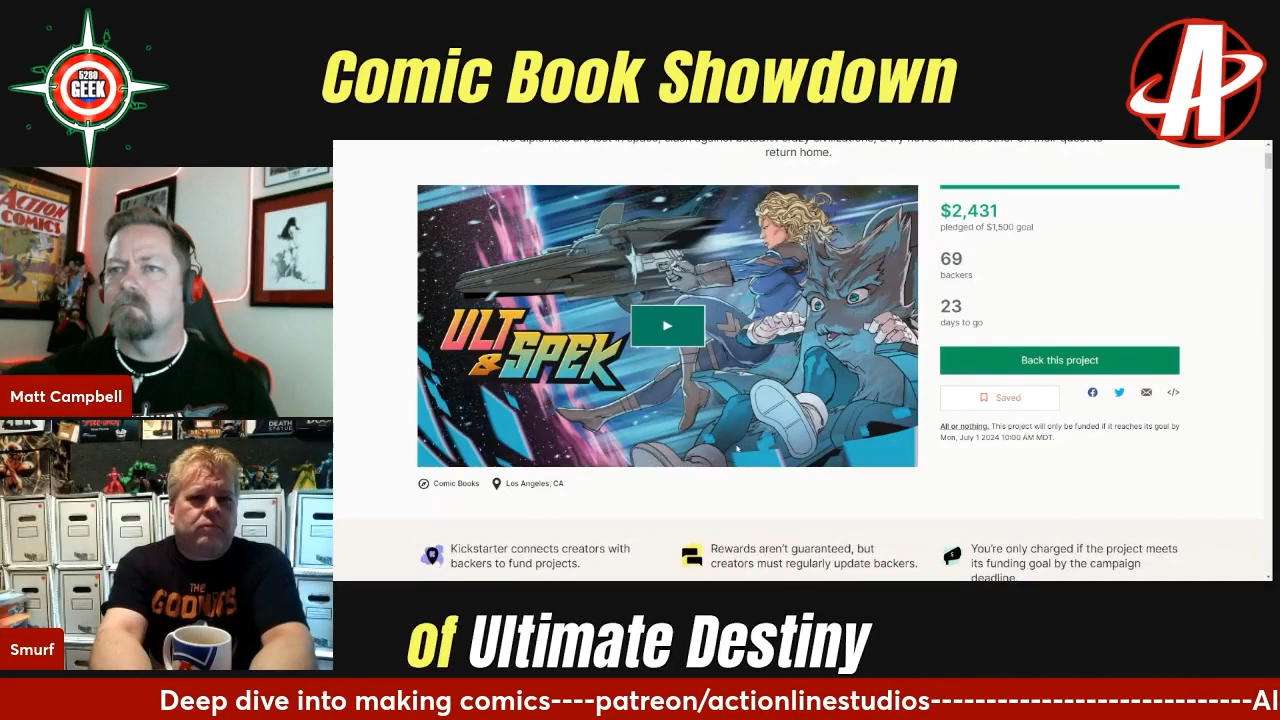 5280
GEEK
Comic Book Showdown
A
return home.
ACTION
COMICS
$2,431
pledged of $1,500 goal
69
backers
23
days to go
ULT
& SPEK
Back this project
Saved
All or nothing. This project will only be funded if it reaches its goal by
Mon, July 1 2024 10:00 AM MDT.
Matt Campbell
Comic Books
Los Angeles, CA
DEATH
STATUE
Kickstarter connects creators with
backers to fund projects.
Rewards aren't guaranteed, but
creators must regularly update backers.
You're only charged if the project meets
its funding goal by the campaign
deadline.
THE
Smurf
of Ultimate Destiny
Deep dive into making comics----patreon/actionlinestudios---------------------------AI